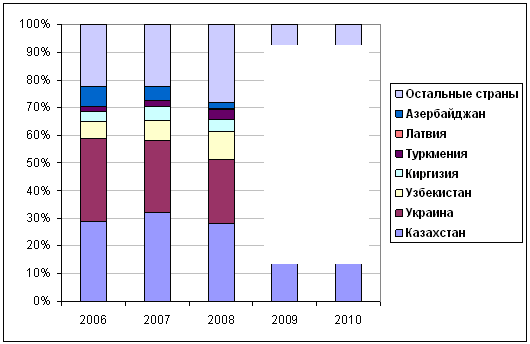 100%
90%
80%
70%
60%
50%
40%
30%
20%
10%
0%
2006 2007 2008 2009 2010
Остальные страны
Азербайджан
Латвия
Туркмения
Киргизия
Узбекистан
Украина
Казахстан